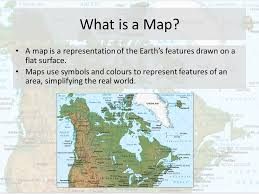 What is a Map?
• A map is a representation of the Earth's features drawn on a
flat surface.
• Maps use symbols and colours to represent features of an
area, simplifying the real world.